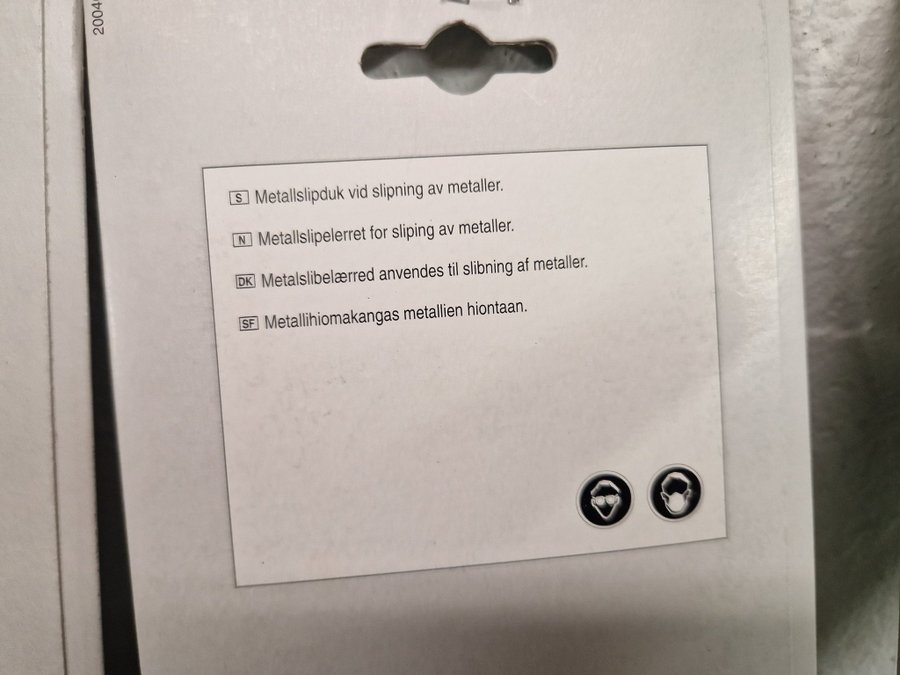 S Metallslipduk vid slipning av metaller.
N Metallslipelerret for sliping av metaller.
DK Metalslibelærred anvendes til slibning af metaller.
SF Metallihiomakangas metallien hiontaan.